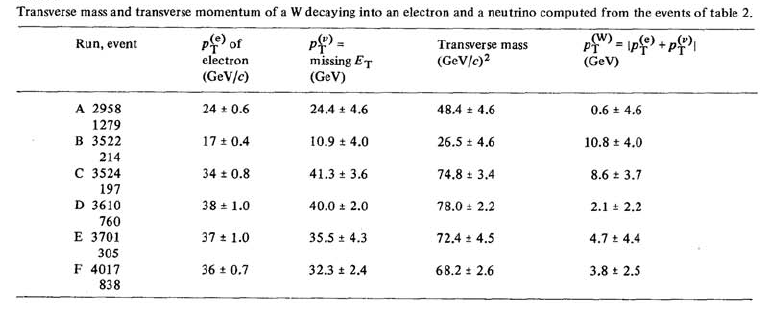 Transverse mass and transverse momentum of a W decaying into an electron and a neutrino computed from the events of table 2.
Run, event p_T^(e) of electron (GeV/c) p_T^(ν) = missing E_T (GeV) Transverse mass (GeV/c)² p_T^(W) = |p_T^(e) + p_T^(ν)| (GeV)
A 2958 24 ± 0.6 24.4 ± 4.6 48.4 ± 4.6 0.6 ± 4.6
1279
B 3522 17 ± 0.4 10.9 ± 4.0 26.5 ± 4.6 10.8 ± 4.0
214
C 3524 34 ± 0.8 41.3 ± 3.6 74.8 ± 3.4 8.6 ± 3.7
197
D 3610 38 ± 1.0 40.0 ± 2.0 78.0 ± 2.2 2.1 ± 2.2
760
E 3701 37 ± 1.0 35.5 ± 4.3 72.4 ± 4.5 4.7 ± 4.4
305
F 4017 36 ± 0.7 32.3 ± 2.4 68.2 ± 2.6 3.8 ± 2.5
838